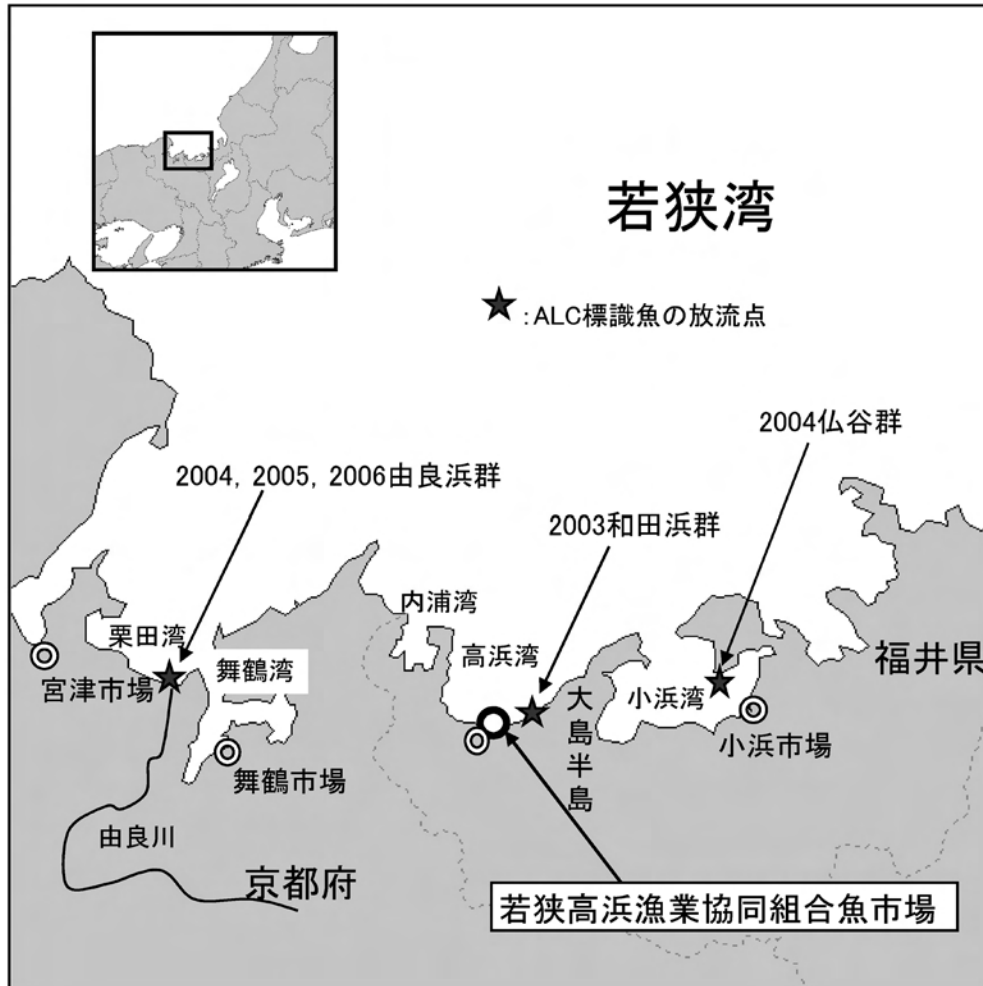 若狭湾
★:ALC標識魚の放流点
2004仏谷群
2004, 2005, 2006由良浜群
2003和田浜群
内浦湾
栗田湾
高浜湾
福井県
舞鶴湾
宮津市場
小浜湾
大島半島
小浜市場
舞鶴市場
由良川
京都府
若狭高浜漁業協同組合魚市場